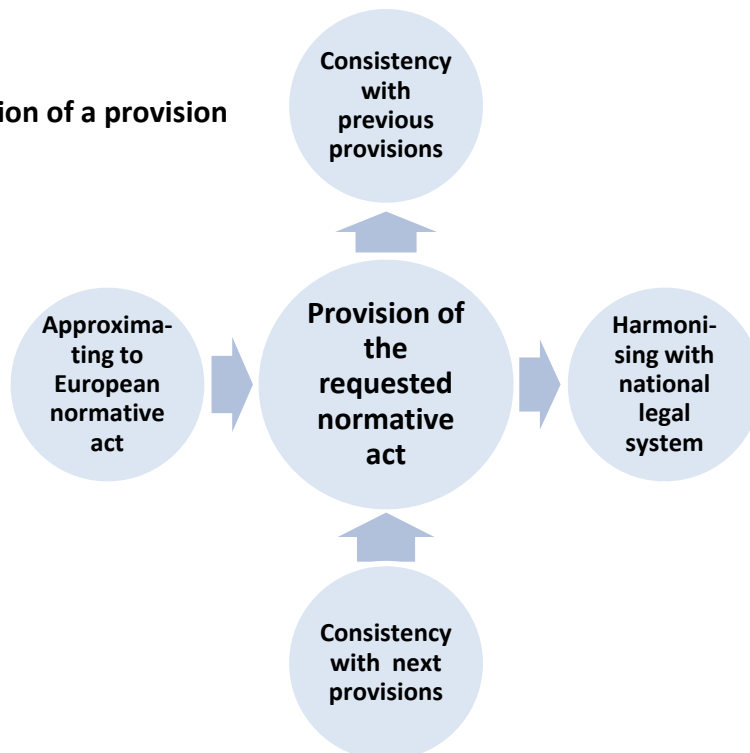 Consistency
with
previous
provisions
ion of a provision
Approxima-
ting to
European
normative
act
Provision of
the
requested
normative
act
Harmoni-
sing with
national
legal
system
Consistency
with next
provisions